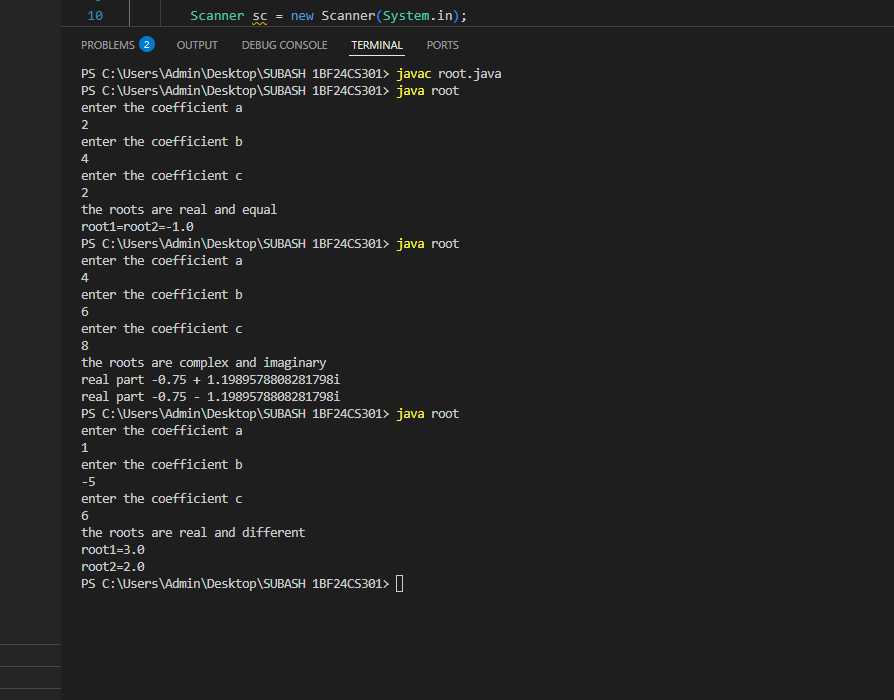 10 Scanner sc = new Scanner(System.in);
PROBLEMS 2 OUTPUT DEBUG CONSOLE TERMINAL PORTS
PS C:\Users\Admin\Desktop\SUBASH 1BF24CS301> javac root.java
PS C:\Users\Admin\Desktop\SUBASH 1BF24CS301> java root
enter the coefficient a
2
enter the coefficient b
4
enter the coefficient c
2
the roots are real and equal
root1=root2=-1.0
PS C:\Users\Admin\Desktop\SUBASH 1BF24CS301> java root
enter the coefficient a
4
enter the coefficient b
6
enter the coefficient c
8
the roots are complex and imaginary
real part -0.75 + 1.1989578808281798i
real part -0.75 - 1.1989578808281798i
PS C:\Users\Admin\Desktop\SUBASH 1BF24CS301> java root
enter the coefficient a
1
enter the coefficient b
-5
enter the coefficient c
6
the roots are real and different
root1=3.0
root2=2.0
PS C:\Users\Admin\Desktop\SUBASH 1BF24CS301>